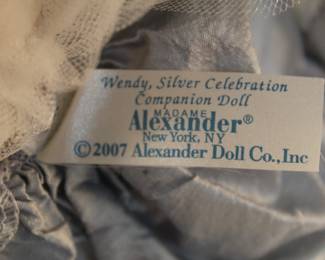 Wendy, Silver Celebration
Companion Doll
MADAME
Alexander®
New York, NY
©2007 Alexander Doll Co., Inc